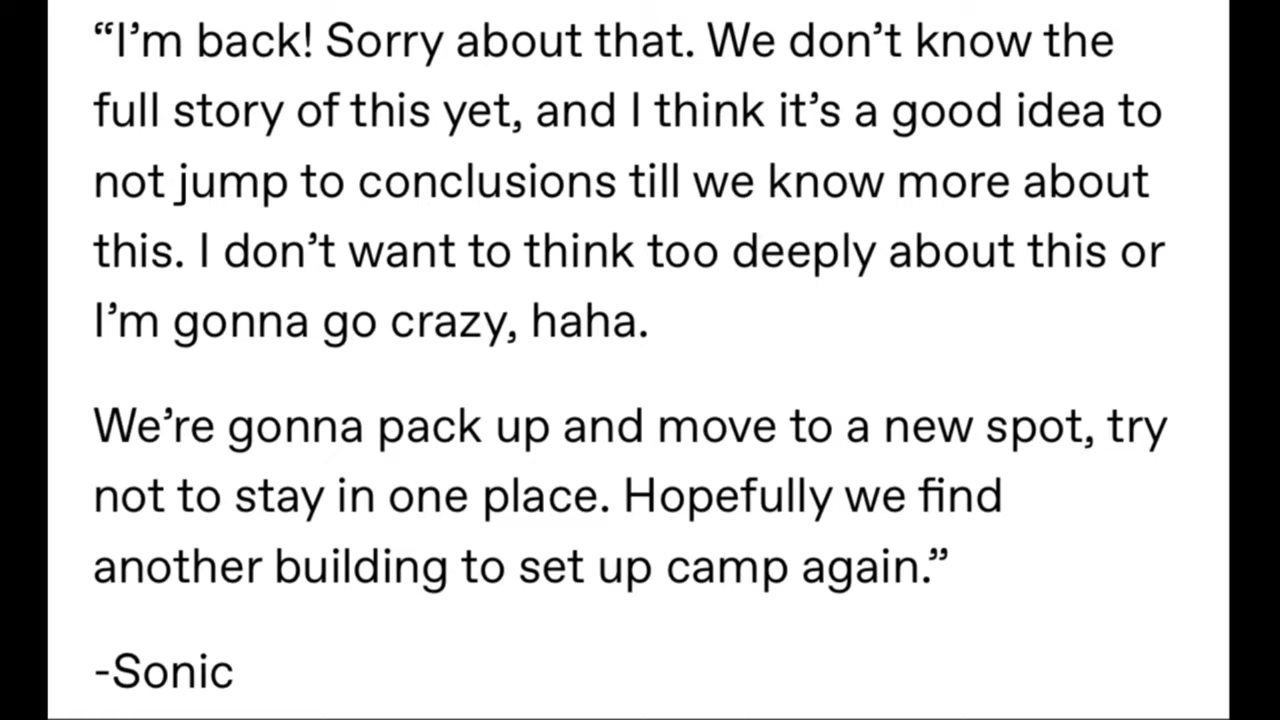 “I’m back! Sorry about that. We don’t know the
full story of this yet, and I think it’s a good idea to
not jump to conclusions till we know more about
this. I don’t want to think too deeply about this or
I’m gonna go crazy, haha.
We’re gonna pack up and move to a new spot, try
not to stay in one place. Hopefully we find
another building to set up camp again.”
-Sonic